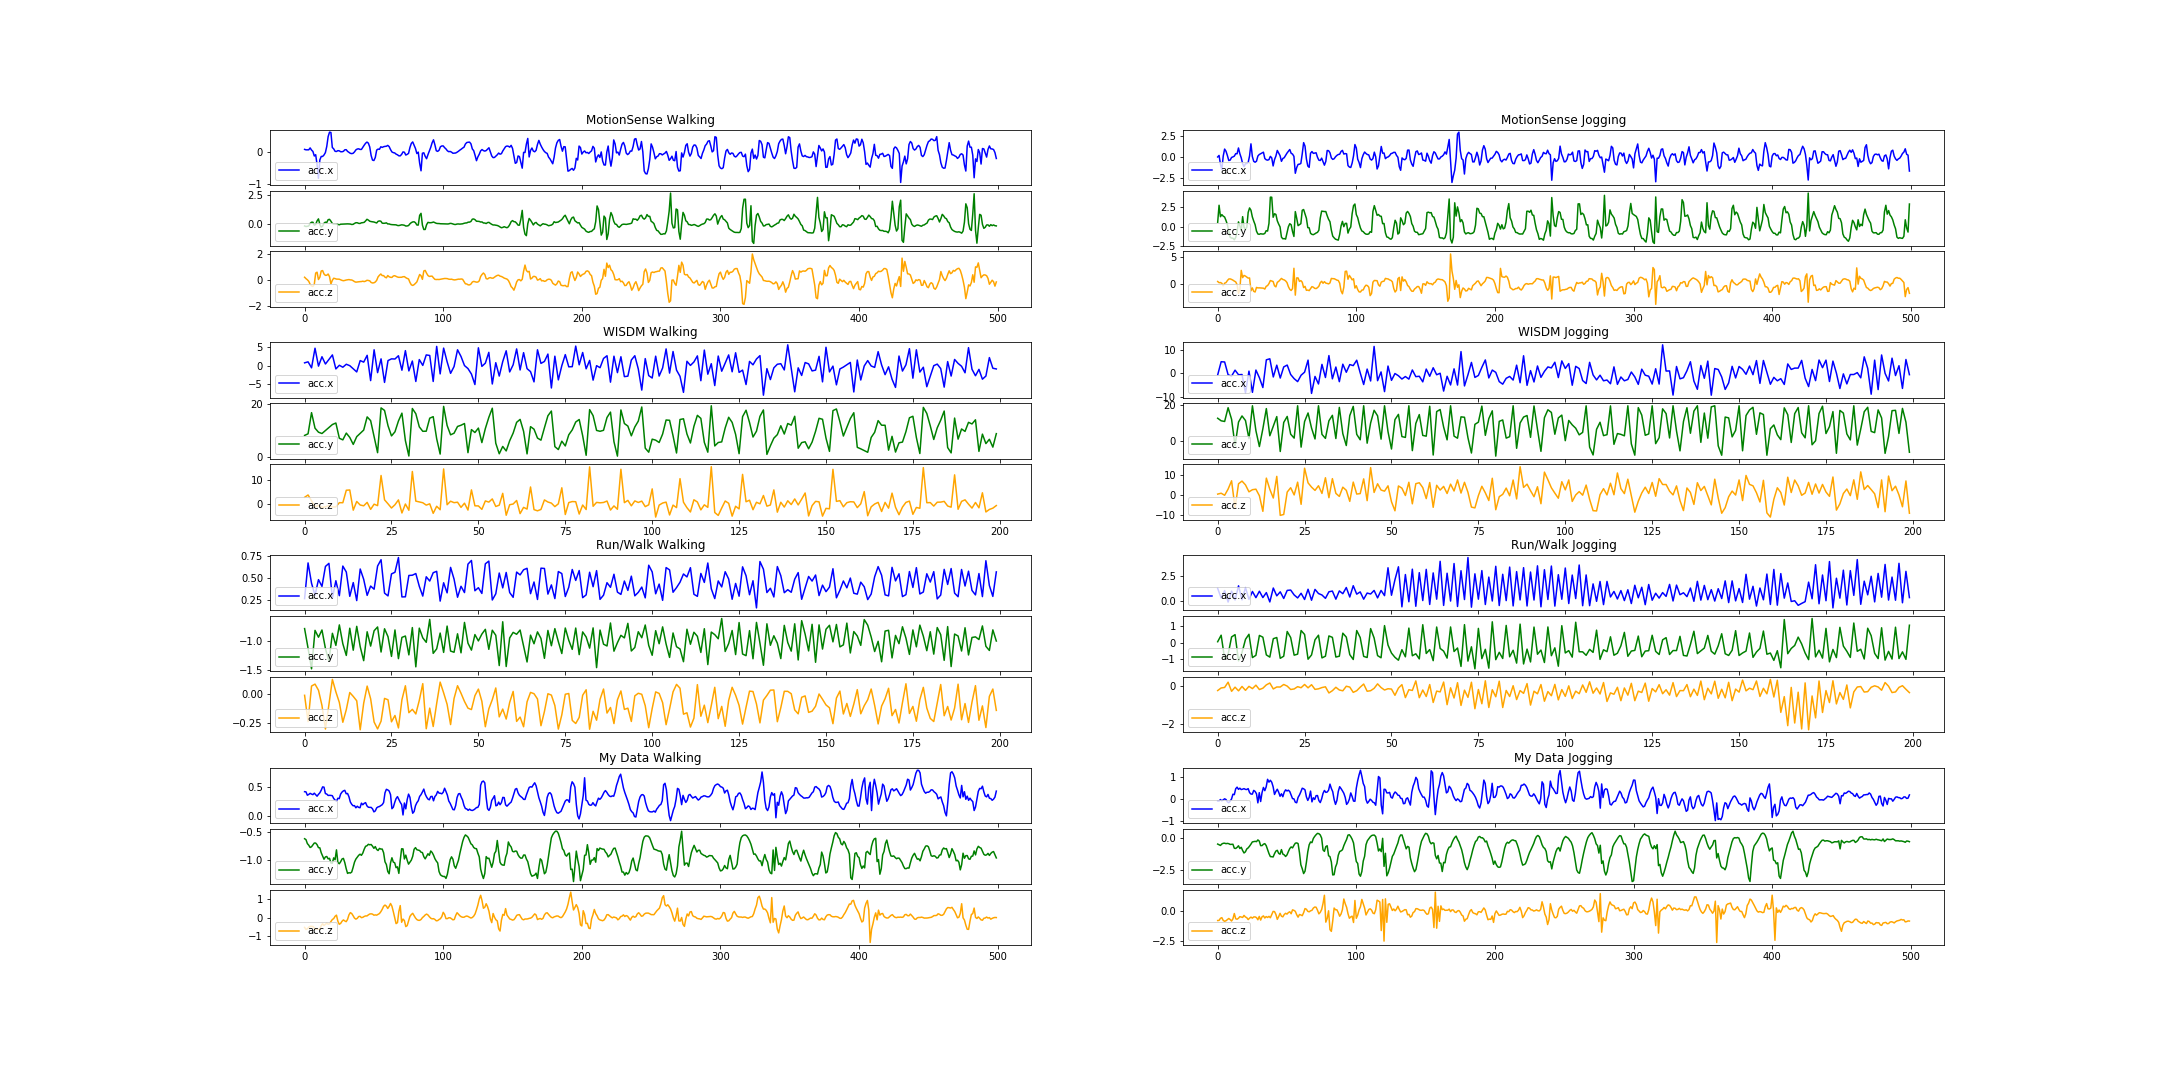 MotionSense Walking
0
−1
acc.x
2.5
0.0
acc.y
2
0
−2
acc.z
0 100 200 300 400 500
WISDM Walking
5
0
−5
acc.x
20
0
acc.y
10
0
acc.z
0 25 50 75 100 125 150 175 200
Run/Walk Walking
0.75
0.50
0.25
acc.x
−1.0
−1.5
acc.y
0.00
−0.25
acc.z
0 25 50 75 100 125 150 175 200
My Data Walking
0.5
0.0
acc.x
−0.5
−1.0
acc.y
1
0
−1
acc.z
0 100 200 300 400 500
MotionSense Jogging
2.5
0.0
−2.5
acc.x
2.5
0.0
−2.5
acc.y
5
0
acc.z
0 100 200 300 400 500
WISDM Jogging
10
0
−10
acc.x
20
0
acc.y
10
0
−10
acc.z
0 25 50 75 100 125 150 175 200
Run/Walk Jogging
2.5
0.0
acc.x
1
0
−1
acc.y
0
−2
acc.z
0 25 50 75 100 125 150 175 200
My Data Jogging
1
0
−1
acc.x
0.0
−2.5
acc.y
0.0
−2.5
acc.z
0 100 200 300 400 500